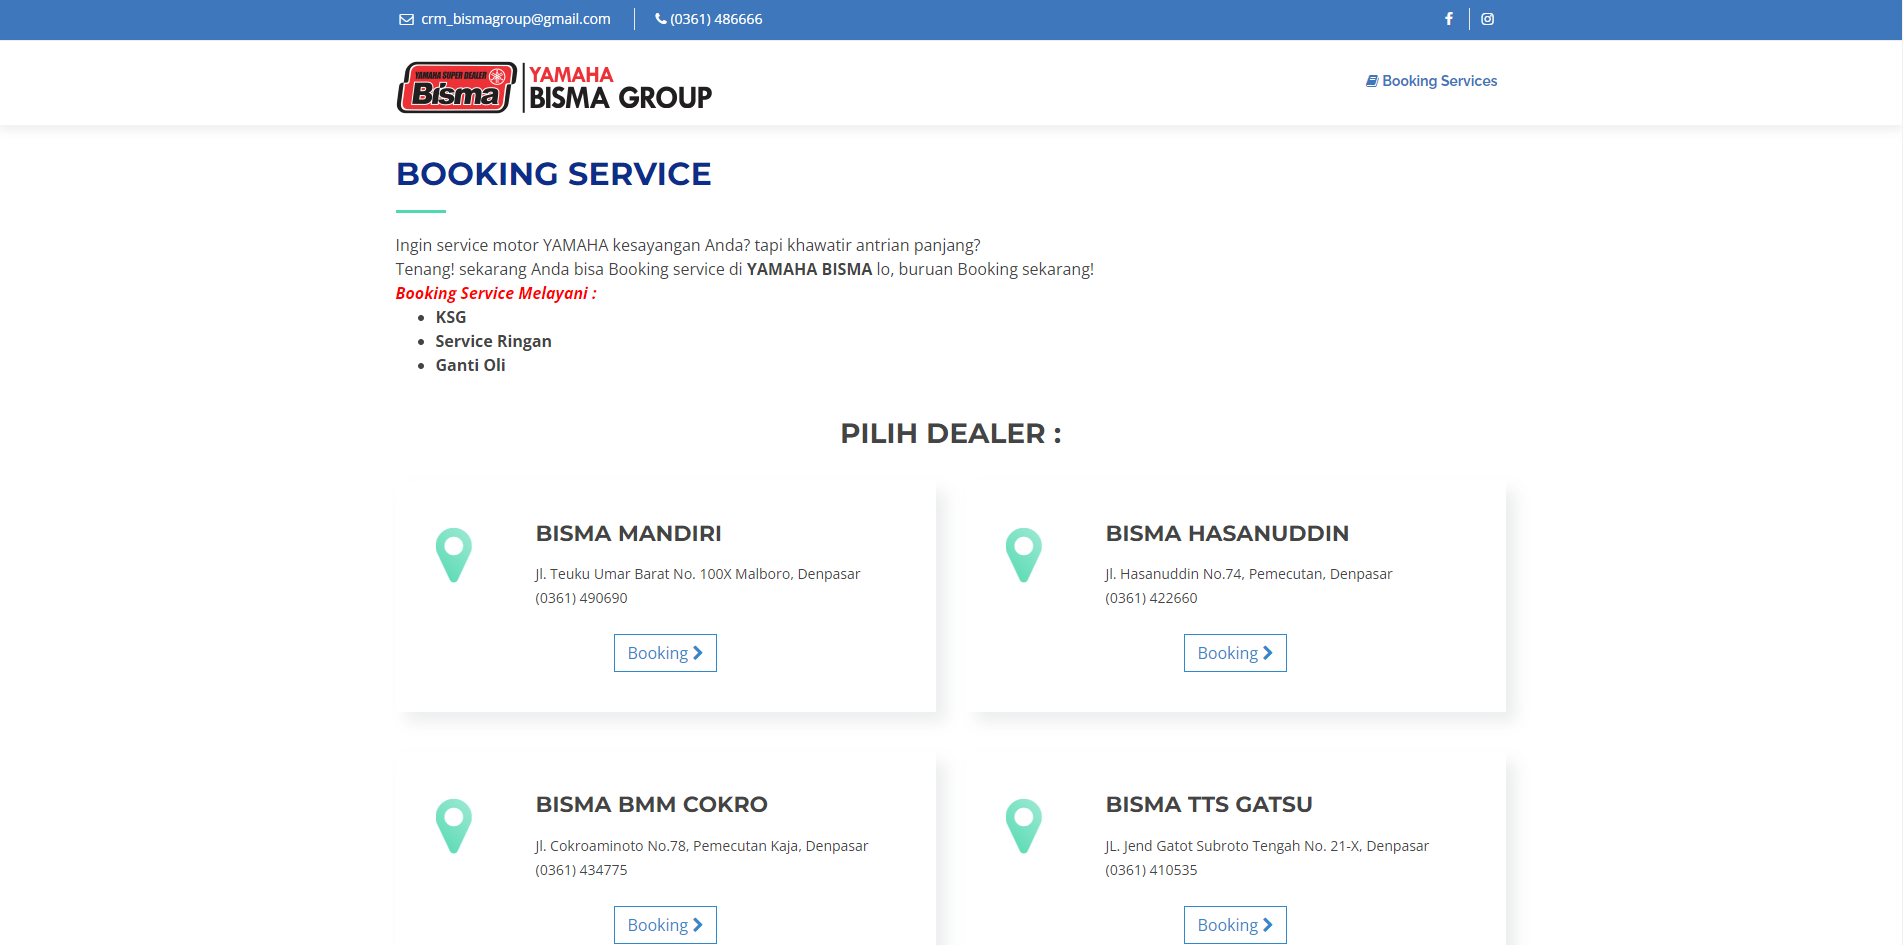 crm_bismagroup@gmail.com
(0361) 486666
YAMAHA SUPER DEALER
Bisma
YAMAHA
BISMA GROUP
Booking Services
BOOKING SERVICE
Ingin service motor YAMAHA kesayangan Anda? tapi khawatir antrian panjang?
Tenang! sekarang Anda bisa Booking service di YAMAHA BISMA lo, buruan Booking sekarang!
Booking Service Melayani :
KSG
Service Ringan
Ganti Oli
PILIH DEALER :
BISMA MANDIRI
Jl. Teuku Umar Barat No. 100X Malboro, Denpasar
(0361) 490690
Booking
BISMA HASANUDDIN
Jl. Hasanuddin No.74, Pemecutan, Denpasar
(0361) 422660
Booking
BISMA BMM COKRO
Jl. Cokroaminoto No.78, Pemecutan Kaja, Denpasar
(0361) 434775
Booking
BISMA TTS GATSU
JL. Jend Gatot Subroto Tengah No. 21-X, Denpasar
(0361) 410535
Booking